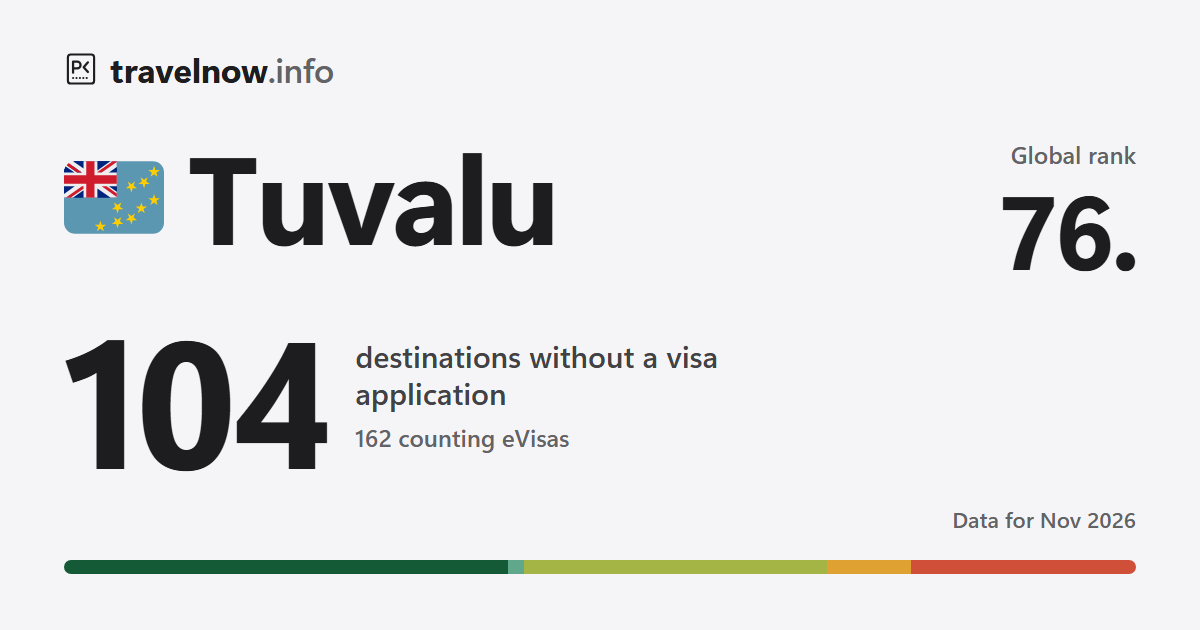 travelnow.info
Tuvalu
Global rank
76.
104
destinations without a visa
application
162 counting eVisas
Data for Nov 2026